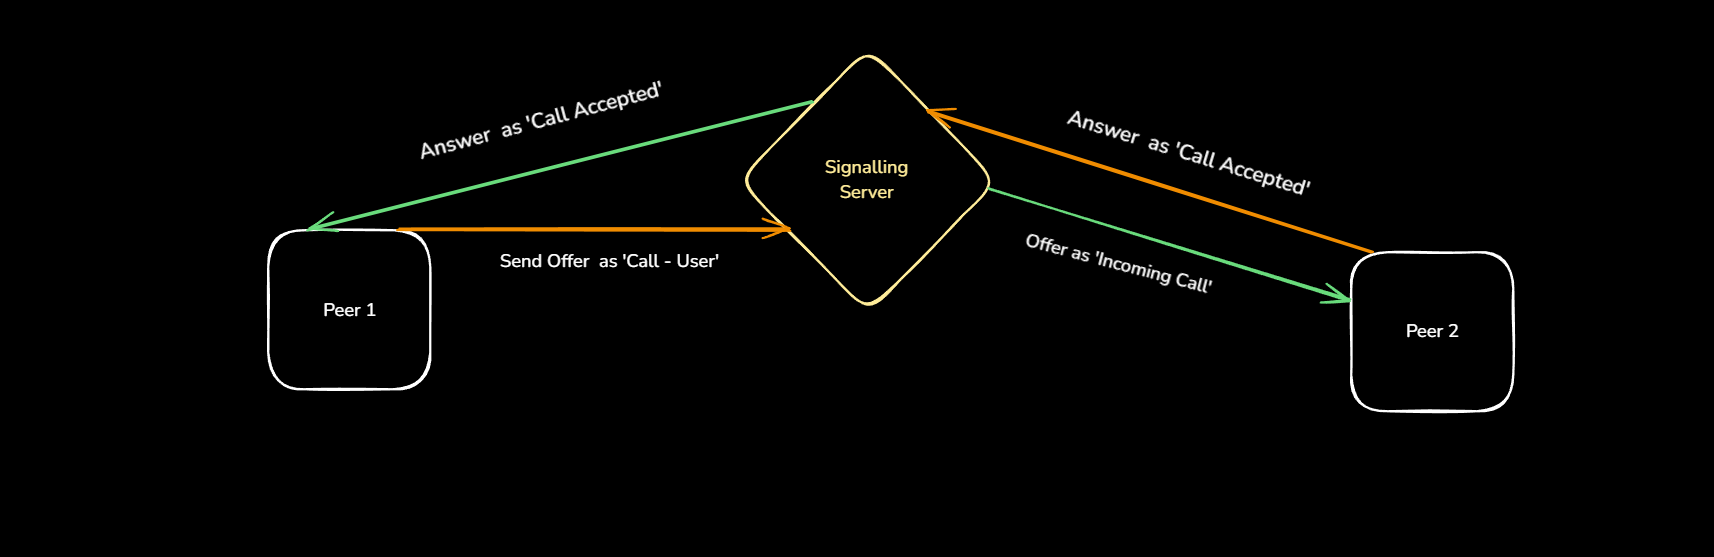 Answer as 'Call Accepted'
Answer as 'Call Accepted'
Signalling
Server
Send Offer as 'Call - User'
Offer as 'Incoming Call'
Peer 1
Peer 2